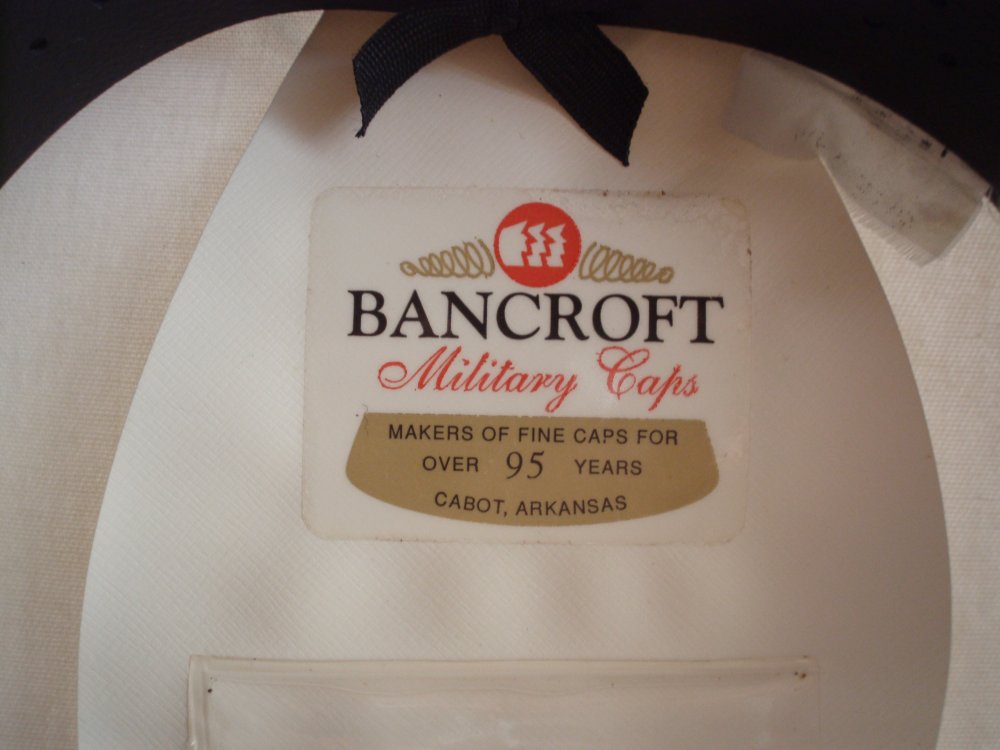 BANCROFT
Military Caps
MAKERS OF FINE CAPS FOR
OVER 95 YEARS
CABOT, ARKANSAS